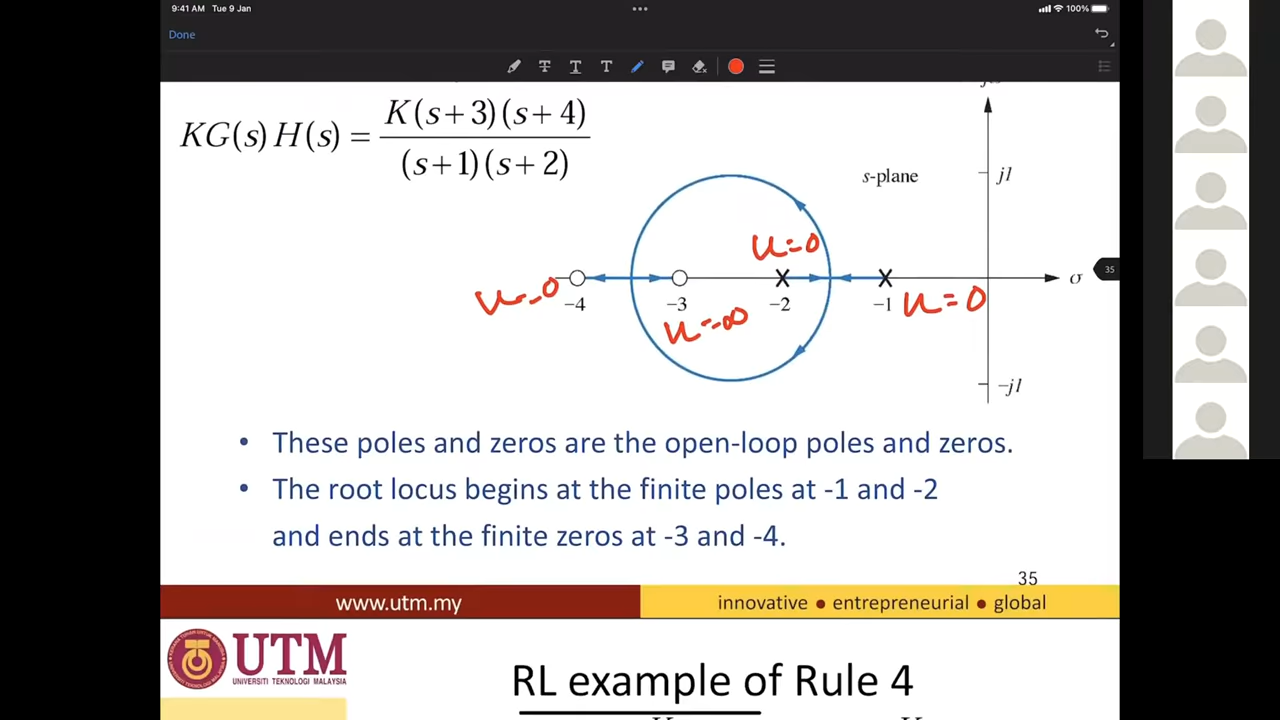 9:41 AM Tue 9 Jan
100%
Done
T T T
KG(s)H(s) = K(s+3)(s+4)
(s+1)(s+2)
s-plane
j1
K=0
σ
35
-4
-3
-2
-1
K=0
K=∞
-j1
• These poles and zeros are the open-loop poles and zeros.
• The root locus begins at the finite poles at -1 and -2
and ends at the finite zeros at -3 and -4.
35
www.utm.my
innovative ● entrepreneurial ● global
UTM
UNIVERSITI TEKNOLOGI MALAYSIA
RL example of Rule 4